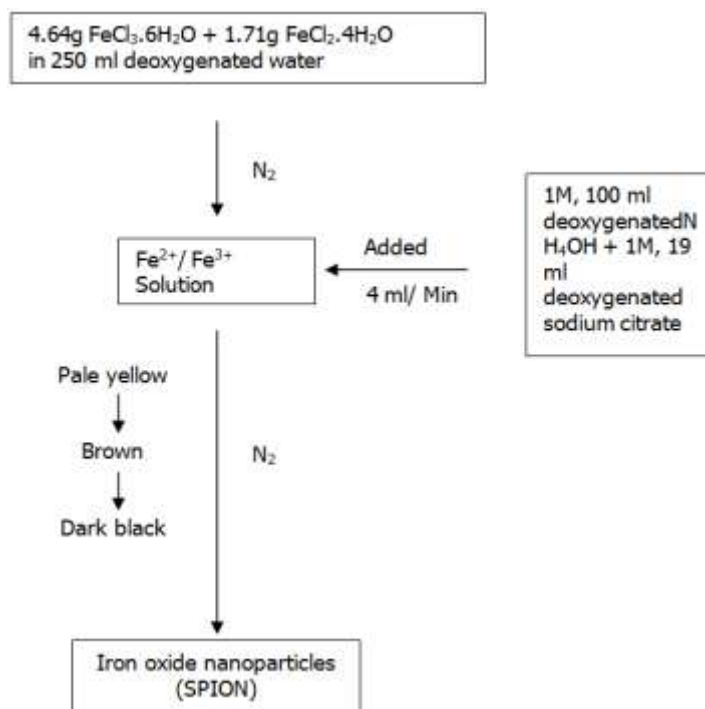 4.64g FeCl₃.6H₂O + 1.71g FeCl₂.4H₂O
in 250 ml deoxygenated water
N₂
Fe²⁺/ Fe³⁺
Solution
Added
4 ml/ Min
1M, 100 ml
deoxygenatedN
H₄OH + 1M, 19
ml
deoxygenated
sodium citrate
Pale yellow
Brown
Dark black
N₂
Iron oxide nanoparticles
(SPION)